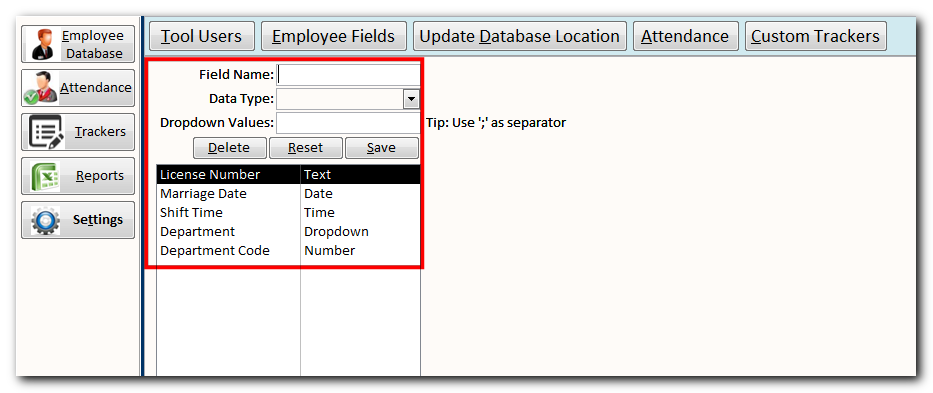 Employee
Database
Attendance
Trackers
Reports
Settings
Tool Users Employee Fields Update Database Location Attendance Custom Trackers
Field Name:
Data Type:
Dropdown Values: Tip: Use ';' as separator
Delete Reset Save
License Number Text
Marriage Date Date
Shift Time Time
Department Dropdown
Department Code Number